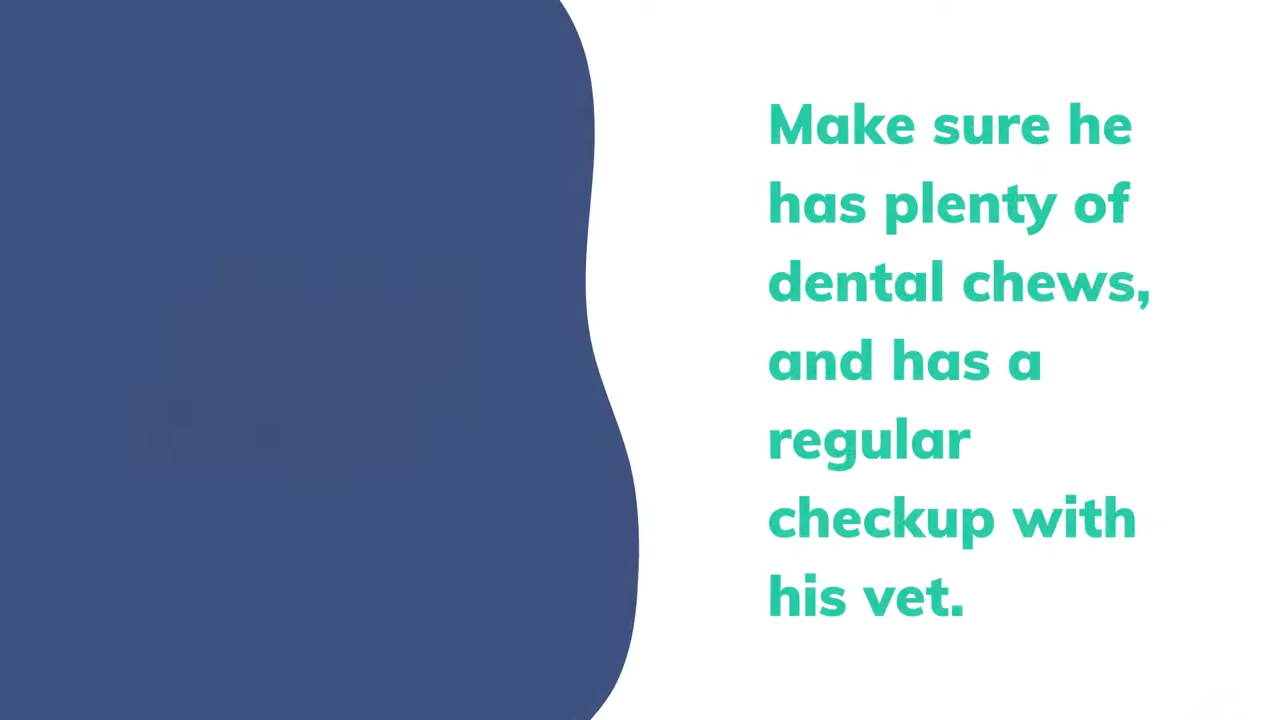 Make sure he
has plenty of
dental chews,
and has a
regular
checkup with
his vet.